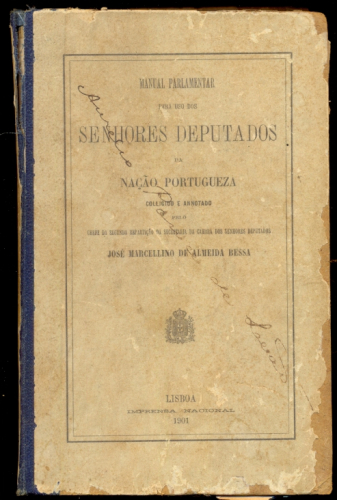 MANUAL PARLAMENTAR
PARA USO DOS
SENHORES DEPUTADOS
DA
NAÇÃO PORTUGUEZA
COLLIGIDO E ANNOTADO
PELO
CHEFE DA SEGUNDA REPARTIÇÃO DA SECRETARIA DA CAMARA DOS SENHORES DEPUTADOS
JOSÉ MARCELLINO DE ALMEIDA BESSA
LISBOA
IMPRENSA NACIONAL
1901